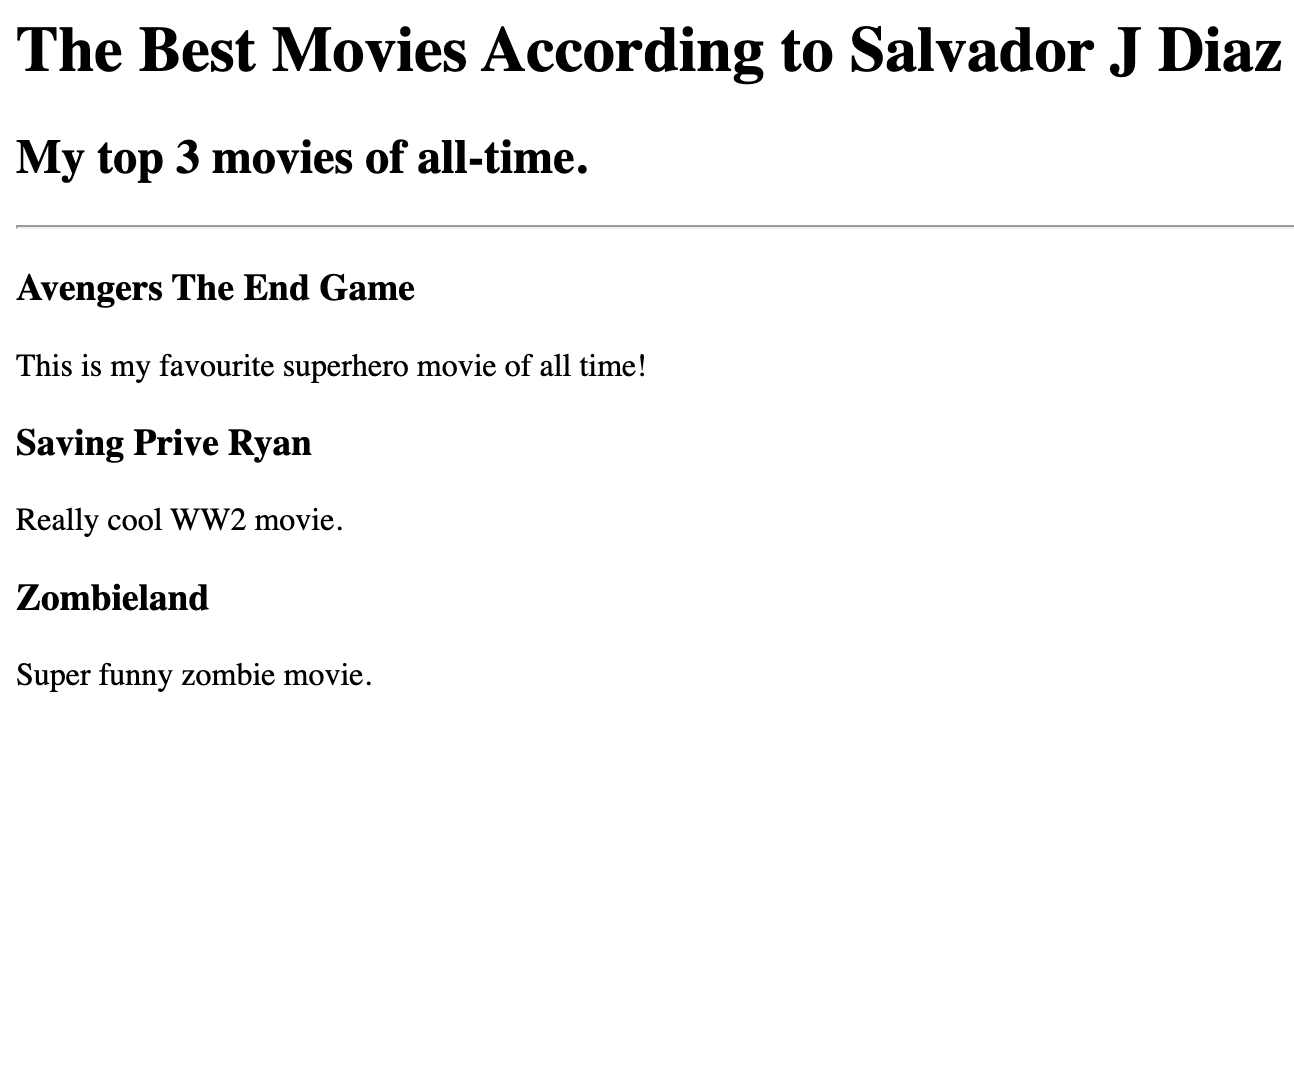 The Best Movies According to Salvador J Diaz
My top 3 movies of all-time.
Avengers The End Game
This is my favourite superhero movie of all time!
Saving Prive Ryan
Really cool WW2 movie.
Zombieland
Super funny zombie movie.